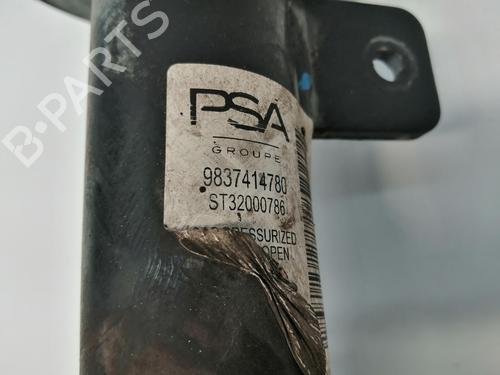 B-PARTS
PSA
GROUPE
9837414780
ST32000786
PRESSURIZED
OPEN